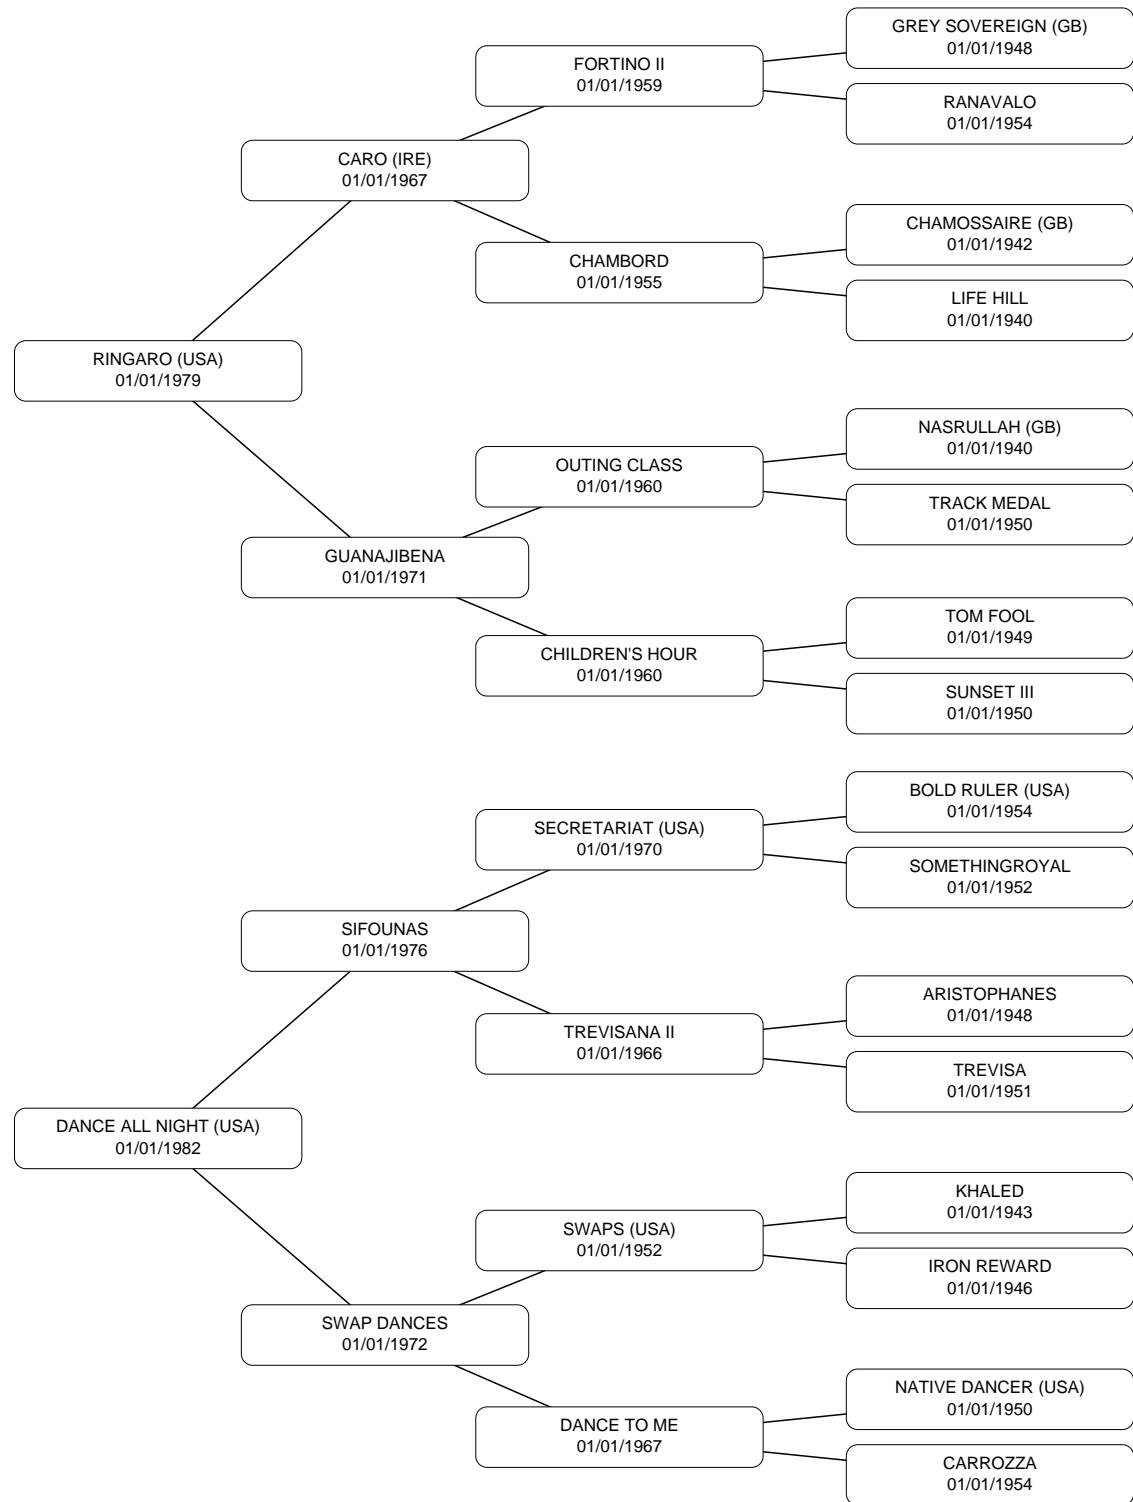 GREY SOVEREIGN (GB)
01/01/1948
FORTINO II
01/01/1959
RANAVALO
01/01/1954
CARO (IRE)
01/01/1967
CHAMOSSAIRE (GB)
01/01/1942
CHAMBORD
01/01/1955
LIFE HILL
01/01/1940
RINGARO (USA)
01/01/1979
NASRULLAH (GB)
01/01/1940
OUTING CLASS
01/01/1960
TRACK MEDAL
01/01/1950
GUANAJIBENA
01/01/1971
TOM FOOL
01/01/1949
CHILDREN'S HOUR
01/01/1960
SUNSET III
01/01/1950
BOLD RULER (USA)
01/01/1954
SECRETARIAT (USA)
01/01/1970
SOMETHINGROYAL
01/01/1952
SIFOUNAS
01/01/1976
ARISTOPHANES
01/01/1948
TREVISANA II
01/01/1966
TREVISA
01/01/1951
DANCE ALL NIGHT (USA)
01/01/1982
KHALED
01/01/1943
SWAPS (USA)
01/01/1952
IRON REWARD
01/01/1946
SWAP DANCES
01/01/1972
NATIVE DANCER (USA)
01/01/1950
DANCE TO ME
01/01/1967
CARROZZA
01/01/1954